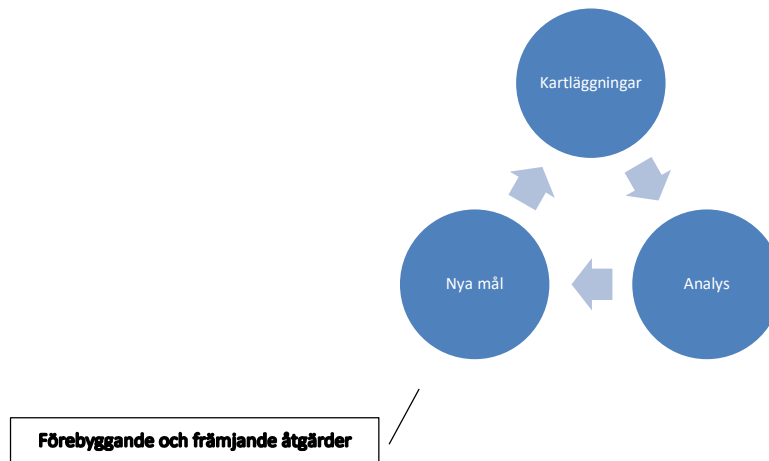 Kartläggningar
Nya mål
Analys
Förebyggande och främjande åtgärder